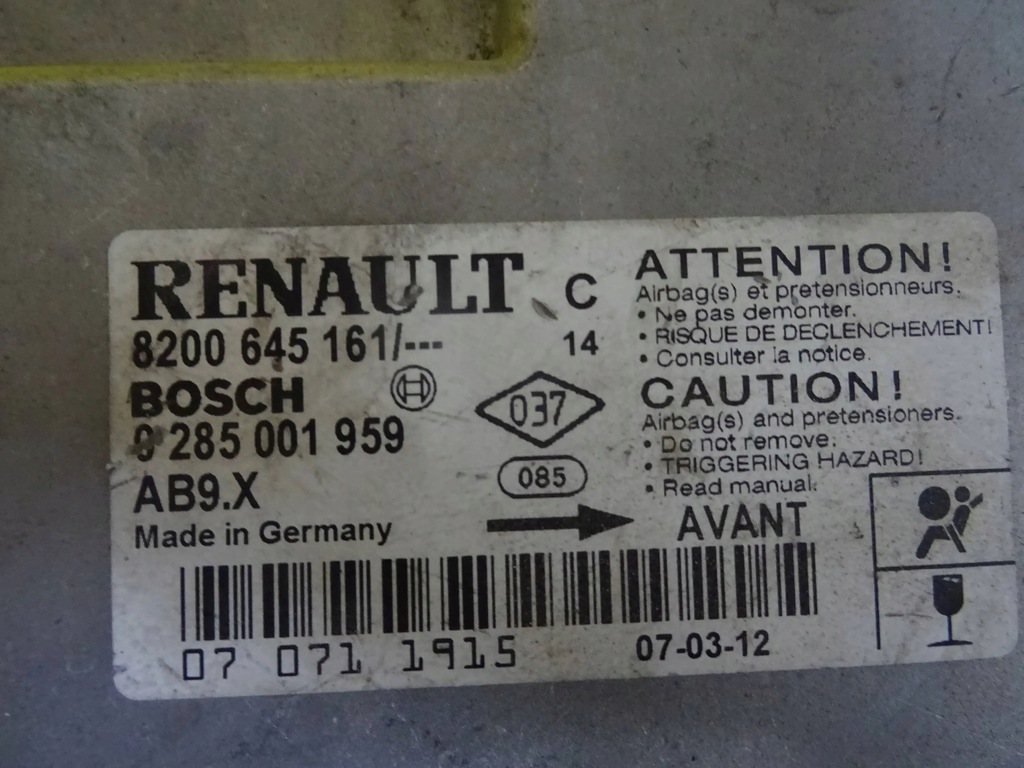 RENAULT C
8200 645 161/--- 14
BOSCH
0 285 001 959
AB9.X
Made in Germany
037
085
ATTENTION!
Airbag(s) et pretensionneurs.
• Ne pas demonter.
• RISQUE DE DECLENCHEMENT!
• Consulter la notice.
CAUTION!
Airbag(s) and pretensioners.
• Do not remove.
• TRIGGERING HAZARD!
• Read manual.
AVANT
07 071 1915
07-03-12